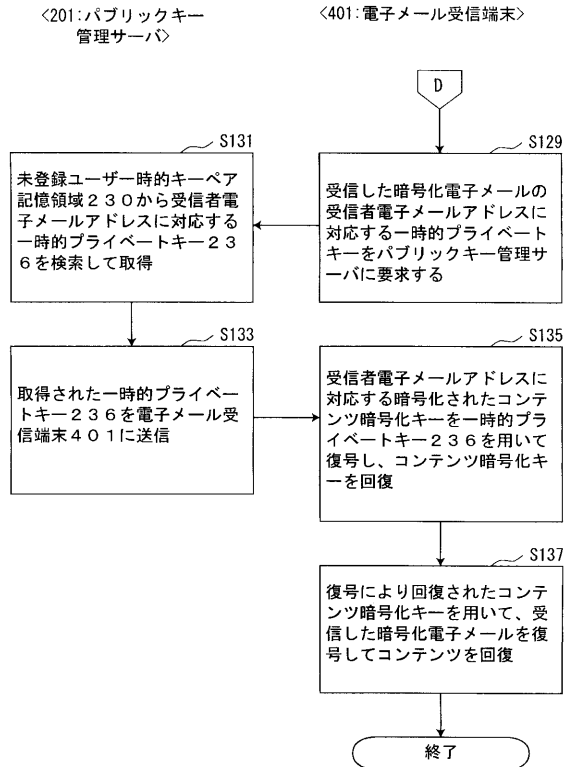 <201:パブリックキー
管理サーバ>
<401:電子メール受信端末>
D
S129
受信した暗号化電子メールの
受信者電子メールアドレスに
対応する一時的プライベート
キーをパブリックキー管理サ
ーバに要求する
S131
未登録ユーザー時的キーペア
記憶領域230から受信者電
子メールアドレスに対応する
一時的プライベートキー23
6を検索して取得
S133
取得された一時的プライベー
トキー236を電子メール受
信端末401に送信
S135
受信者電子メールアドレスに
対応する暗号化されたコンテ
ンツ暗号化キーを一時的プラ
イベートキー236を用いて
復号し、コンテンツ暗号化キ
ーを回復
S137
復号により回復されたコンテ
ンツ暗号化キーを用いて、受
信した暗号化電子メールを復
号してコンテンツを回復
終了